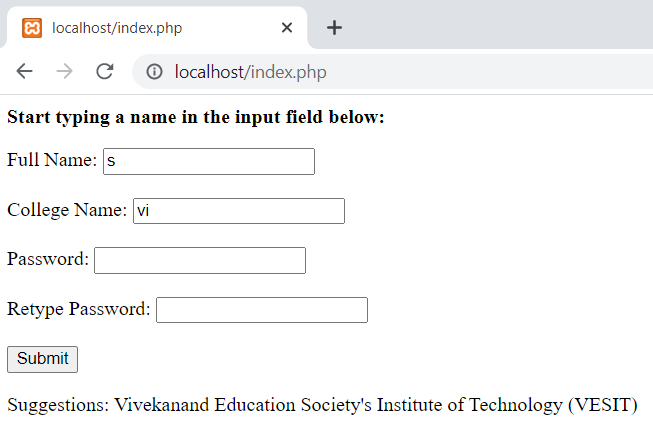 localhost/index.php
localhost/index.php
Start typing a name in the input field below:
Full Name: s
College Name: vi
Password:
Retype Password:
Submit
Suggestions: Vivekanand Education Society's Institute of Technology (VESIT)